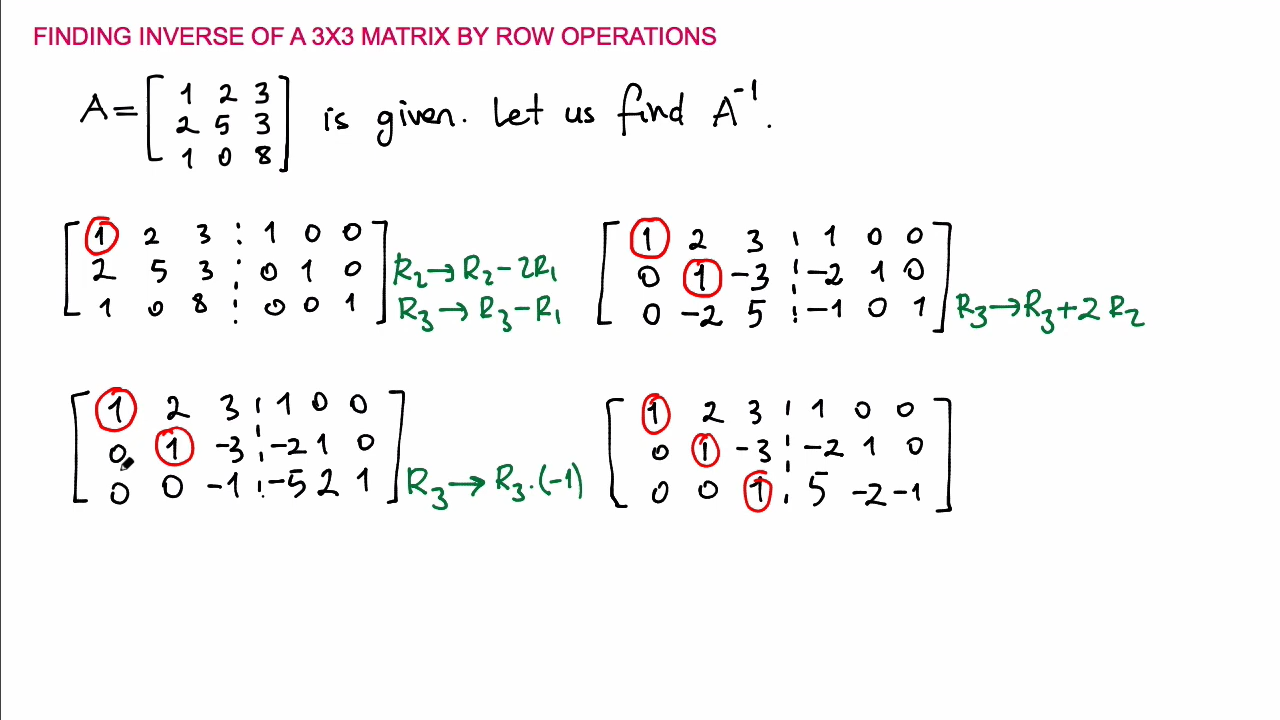 FINDING INVERSE OF A 3X3 MATRIX BY ROW OPERATIONS
A = [ 1 2 3 ] is given. Let us find A⁻¹.
2 5 3
1 0 8
1 2 3 ¦ 1 0 0
2 5 3 ¦ 0 1 0 R₂→R₂-2R₁
1 0 8 ¦ 0 0 1 R₃→R₃-R₁
1 2 3 ¦ 1 0 0
0 1 -3 ¦ -2 1 0
0 -2 5 ¦ -1 0 1 R₃→R₃+2R₂
1 2 3 ¦ 1 0 0
0 1 -3 ¦ -2 1 0
0 0 -1 ¦ -5 2 1 R₃→R₃.(-1)
1 2 3 ¦ 1 0 0
0 1 -3 ¦ -2 1 0
0 0 1 ¦ 5 -2 -1